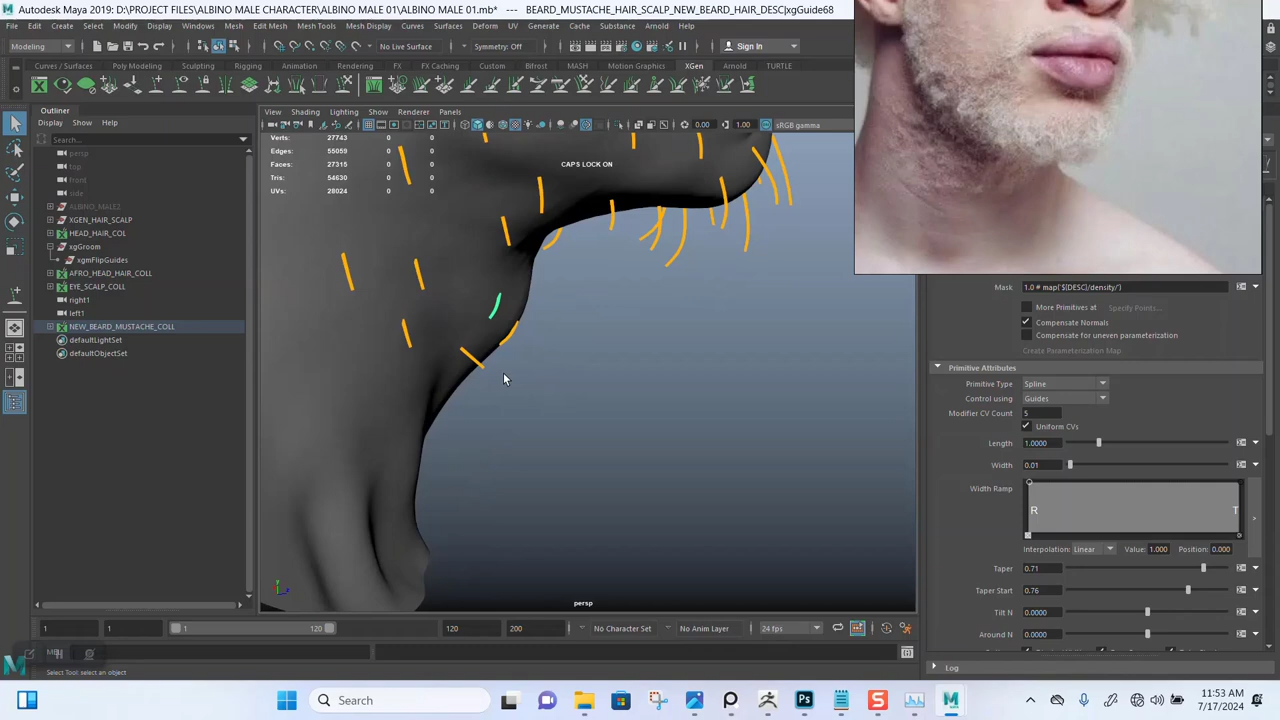 Autodesk Maya 2019: D:\PROJECT FILES\ALBINO MALE CHARACTER\ALBINO MALE 01\ALBINO MALE 01.mb* --- BEARD_MUSTACHE_HAIR_SCALP_NEW_BEARD_HAIR_DESC|xgGuide68
File Edit Create Select Modify Display Windows Mesh Edit Mesh Mesh Tools Mesh Display Curves Surfaces Deform UV Generate Cache Substance Arnold Help
Modeling No Live Surface Symmetry: Off Sign In
Curves / Surfaces Poly Modeling Sculpting Rigging Animation Rendering FX FX Caching Custom Bifrost MASH Motion Graphics XGen Arnold TURTLE
Outliner
Display Show Help
Search...
persp
top
front
side
ALBINO_MALE2
XGEN_HAIR_SCALP
HEAD_HAIR_COL
xgGroom
xgmFlipGuides
AFRO_HEAD_HAIR_COLL
EYE_SCALP_COLL
right1
left1
NEW_BEARD_MUSTACHE_COLL
defaultLightSet
defaultObjectSet
View Shading Lighting Show Renderer Panels
0.00 1.00 sRGB gamma
Verts: 27743 0 0
Edges: 55059 0 0
Faces: 27315 0 0
Tris: 54630 0 0
UVs: 28024 0 0
CAPS LOCK ON
persp
Mask 1.0 # map('${DESC}/density/')
More Primitives at Specify Points...
Compensate Normals
Compensate for uneven parameterization
Create Parameterization Map
Primitive Attributes
Primitive Type Spline
Control using Guides
Modifier CV Count 5
Uniform CVs
Length 1.0000
Width 0.01
Width Ramp R T
Interpolation: Linear Value: 1.000 Position: 0.000
Taper 0.71
Taper Start 0.76
Tilt N 0.0000
Around N 0.0000
Log
1 1 1 120 120 200 No Character Set No Anim Layer 24 fps
Select Tool: select an object
Search
11:53 AM
7/17/2024